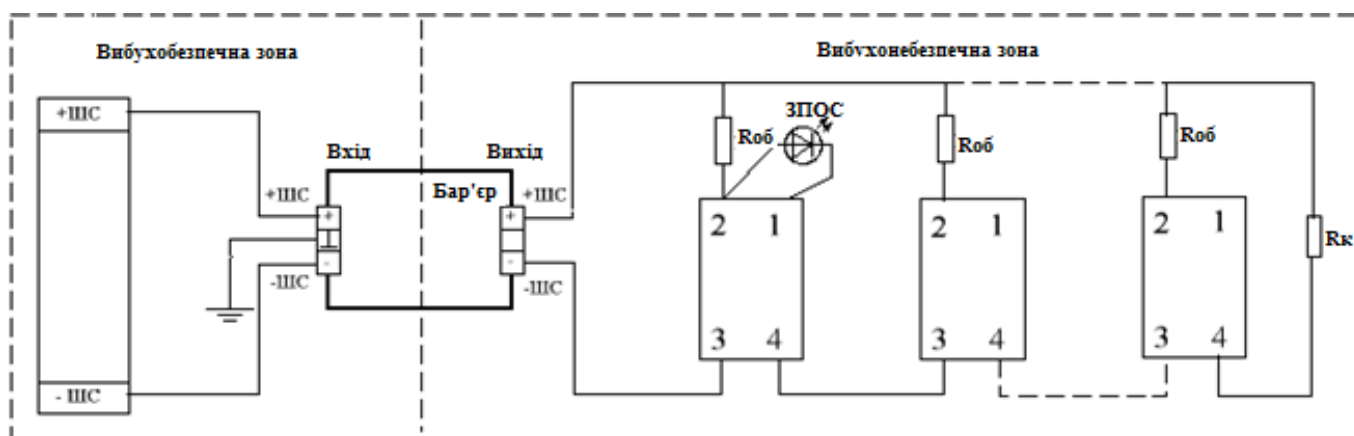 Вибухобезпечна зона
Вибухонебезпечна зона
+ШС
ЗПОС
Rоб
Rоб
Rоб
Вхід
Вихід
+ШС
Бар'єр
+ШС
+
+
2 1
2 1
2 1
Rк
-
-
-ШС
-ШС
3 4
3 4
3 4
- ШС